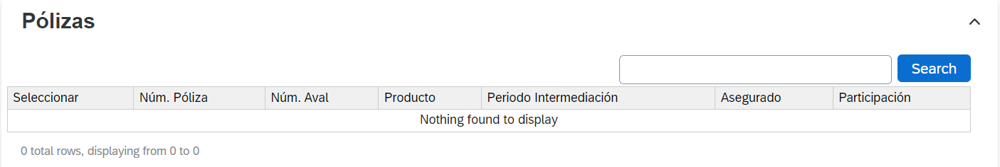 Pólizas
Search
Seleccionar Núm. Póliza Núm. Aval Producto Periodo Intermediación Asegurado Participación
Nothing found to display
0 total rows, displaying from 0 to 0